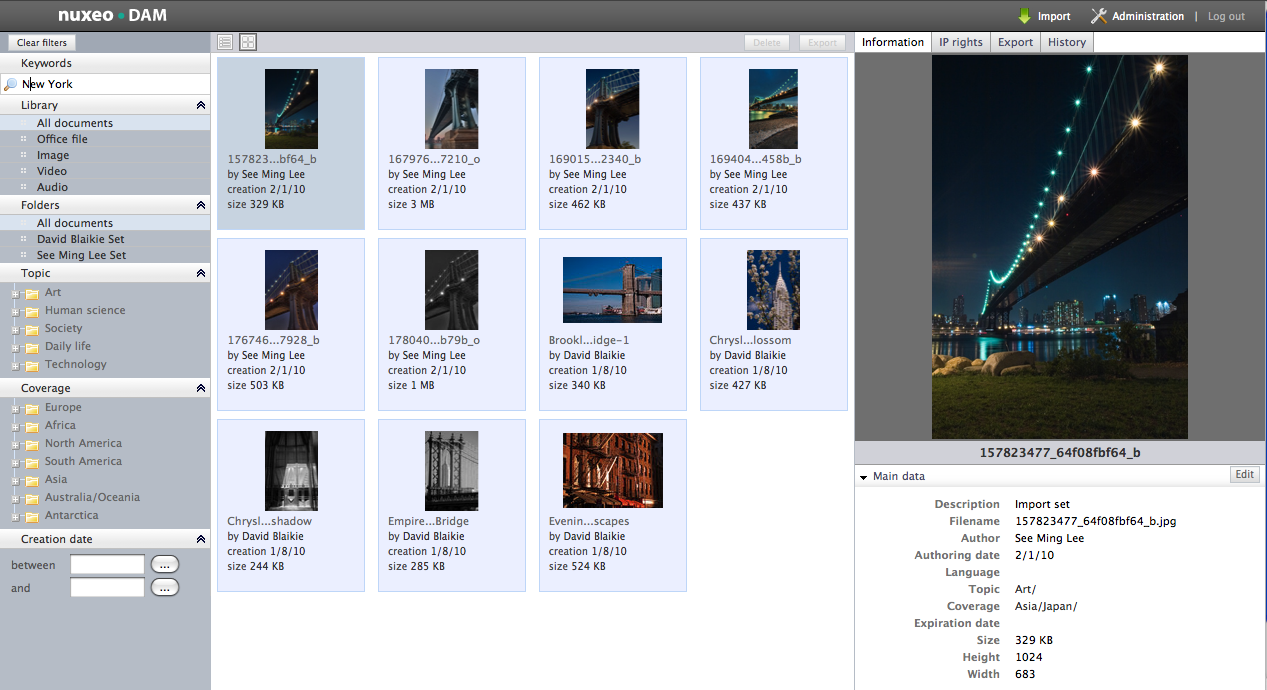 nuxeo • DAM
Import
Administration | Log out
Clear filters
Keywords
New York
Library
All documents
Office file
Image
Video
Audio
Folders
All documents
David Blaikie Set
See Ming Lee Set
Topic
Art
Human science
Society
Daily life
Technology
Coverage
Europe
Africa
North America
South America
Asia
Australia/Oceania
Antarctica
Creation date
between
...
and
...
Delete
Export
157823...bf64_b
by See Ming Lee
creation 2/1/10
size 329 KB
167976...7210_o
by See Ming Lee
creation 2/1/10
size 3 MB
169015...2340_b
by See Ming Lee
creation 2/1/10
size 462 KB
169404...458b_b
by See Ming Lee
creation 2/1/10
size 437 KB
176746...7928_b
by See Ming Lee
creation 2/1/10
size 503 KB
178040...b79b_o
by See Ming Lee
creation 2/1/10
size 1 MB
Brookl...idge-1
by David Blaikie
creation 1/8/10
size 340 KB
Chrysl...lossom
by David Blaikie
creation 1/8/10
size 427 KB
Chrysl...shadow
by David Blaikie
creation 1/8/10
size 244 KB
Empire...Bridge
by David Blaikie
creation 1/8/10
size 285 KB
Evenin...scapes
by David Blaikie
creation 1/8/10
size 524 KB
Information
IP rights
Export
History
157823477_64f08fbf64_b
Main data
Edit
Description Import set
Filename 157823477_64f08fbf64_b.jpg
Author See Ming Lee
Authoring date 2/1/10
Language
Topic Art/
Coverage Asia/Japan/
Expiration date
Size 329 KB
Height 1024
Width 683